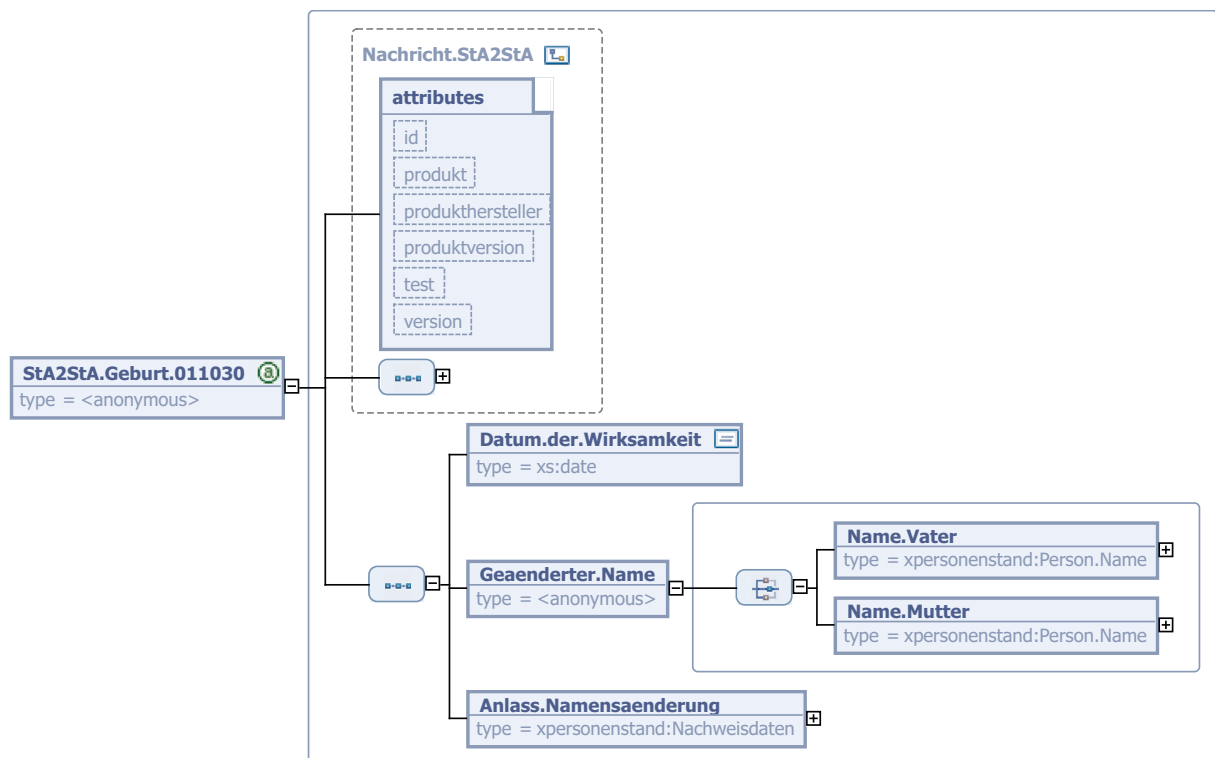 Nachricht.StA2StA
attributes
id
produkt
produkthersteller
produktversion
test
version
StA2StA.Geburt.011030
type = <anonymous>
Datum.der.Wirksamkeit
type = xs:date
Geaenderter.Name
type = <anonymous>
Name.Vater
type = xpersonenstand:Person.Name
Name.Mutter
type = xpersonenstand:Person.Name
Anlass.Namensaenderung
type = xpersonenstand:Nachweisdaten